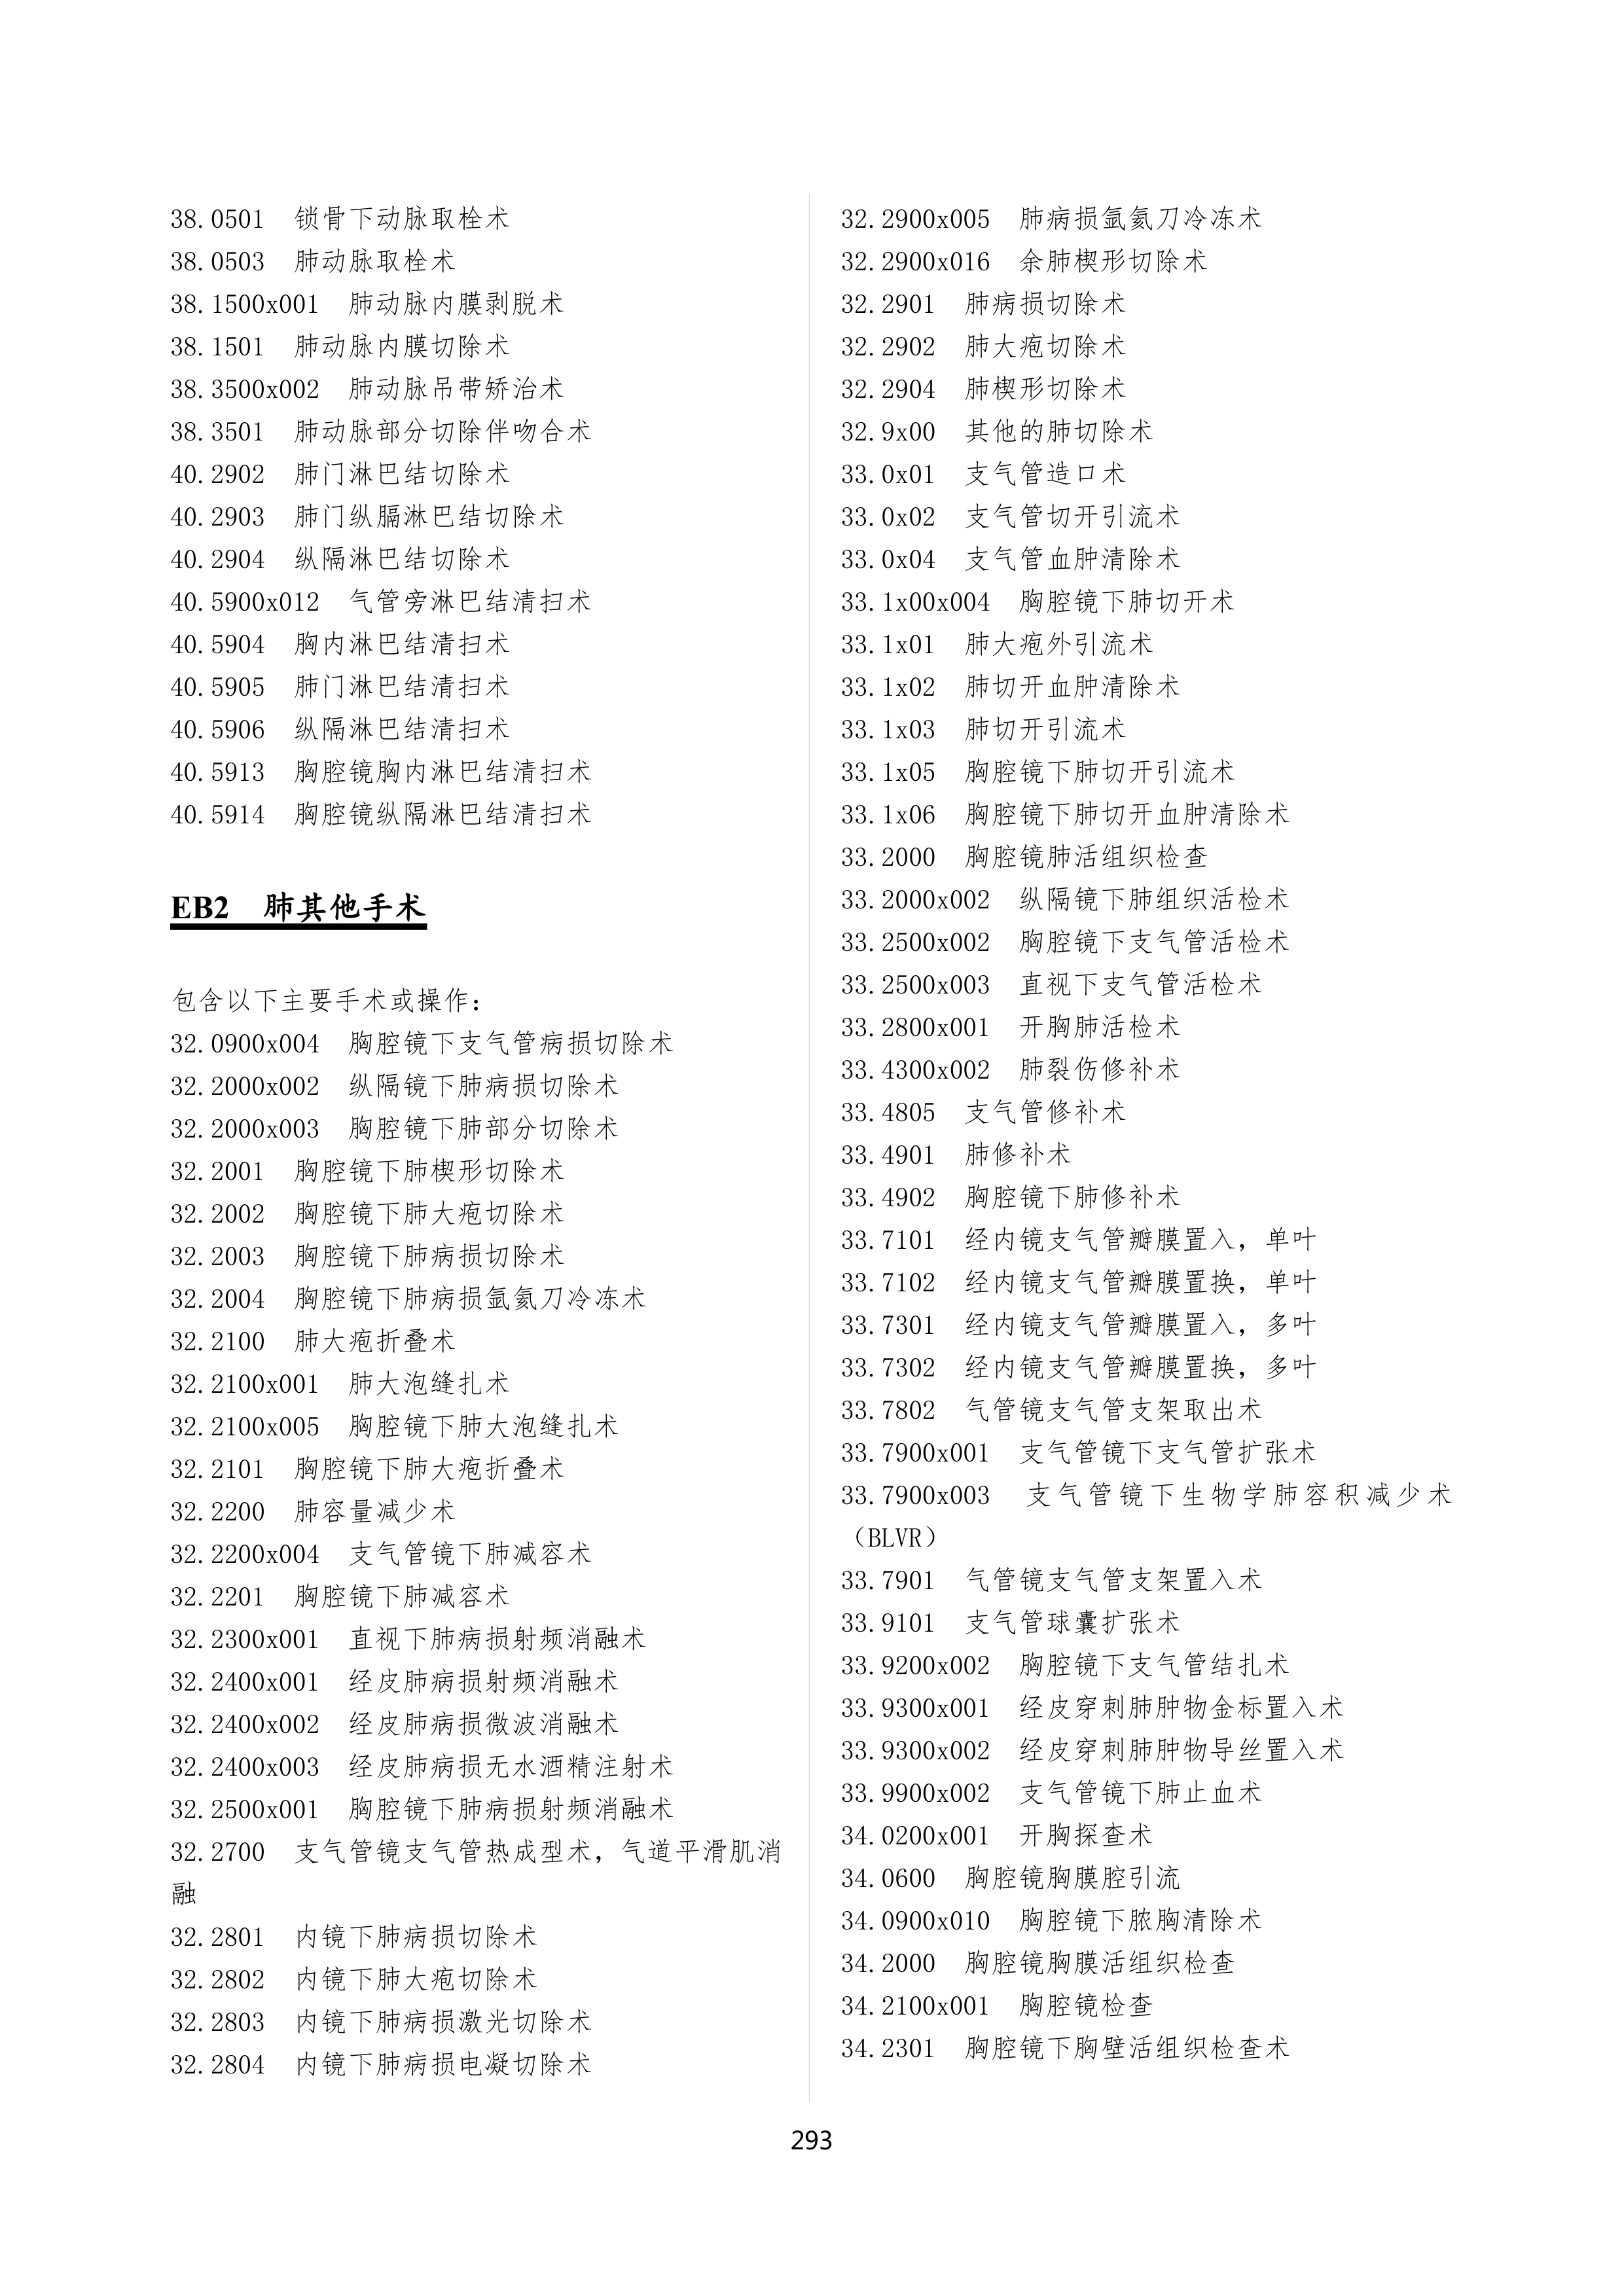 38.0501　锁骨下动脉取栓术
38.0503　肺动脉取栓术
38.1500x001　肺动脉内膜剥脱术
38.1501　肺动脉内膜切除术
38.3500x002　肺动脉吊带矫治术
38.3501　肺动脉部分切除伴吻合术
40.2902　肺门淋巴结切除术
40.2903　肺门纵膈淋巴结切除术
40.2904　纵隔淋巴结切除术
40.5900x012　气管旁淋巴结清扫术
40.5904　胸内淋巴结清扫术
40.5905　肺门淋巴结清扫术
40.5906　纵隔淋巴结清扫术
40.5913　胸腔镜胸内淋巴结清扫术
40.5914　胸腔镜纵隔淋巴结清扫术
EB2　肺其他手术
包含以下主要手术或操作：
32.0900x004　胸腔镜下支气管病损切除术
32.2000x002　纵隔镜下肺病损切除术
32.2000x003　胸腔镜下肺部分切除术
32.2001　胸腔镜下肺楔形切除术
32.2002　胸腔镜下肺大疱切除术
32.2003　胸腔镜下肺病损切除术
32.2004　胸腔镜下肺病损氩氦刀冷冻术
32.2100　肺大疱折叠术
32.2100x001　肺大泡缝扎术
32.2100x005　胸腔镜下肺大泡缝扎术
32.2101　胸腔镜下肺大疱折叠术
32.2200　肺容量减少术
32.2200x004　支气管镜下肺减容术
32.2201　胸腔镜下肺减容术
32.2300x001　直视下肺病损射频消融术
32.2400x001　经皮肺病损射频消融术
32.2400x002　经皮肺病损微波消融术
32.2400x003　经皮肺病损无水酒精注射术
32.2500x001　胸腔镜下肺病损射频消融术
32.2700　支气管镜支气管热成型术，气道平滑肌消
融
32.2801　内镜下肺病损切除术
32.2802　内镜下肺大疱切除术
32.2803　内镜下肺病损激光切除术
32.2804　内镜下肺病损电凝切除术
32.2900x005　肺病损氩氦刀冷冻术
32.2900x016　余肺楔形切除术
32.2901　肺病损切除术
32.2902　肺大疱切除术
32.2904　肺楔形切除术
32.9x00　其他的肺切除术
33.0x01　支气管造口术
33.0x02　支气管切开引流术
33.0x04　支气管血肿清除术
33.1x00x004　胸腔镜下肺切开术
33.1x01　肺大疱外引流术
33.1x02　肺切开血肿清除术
33.1x03　肺切开引流术
33.1x05　胸腔镜下肺切开引流术
33.1x06　胸腔镜下肺切开血肿清除术
33.2000　胸腔镜肺活组织检查
33.2000x002　纵隔镜下肺组织活检术
33.2500x002　胸腔镜下支气管活检术
33.2500x003　直视下支气管活检术
33.2800x001　开胸肺活检术
33.4300x002　肺裂伤修补术
33.4805　支气管修补术
33.4901　肺修补术
33.4902　胸腔镜下肺修补术
33.7101　经内镜支气管瓣膜置入，单叶
33.7102　经内镜支气管瓣膜置换，单叶
33.7301　经内镜支气管瓣膜置入，多叶
33.7302　经内镜支气管瓣膜置换，多叶
33.7802　气管镜支气管支架取出术
33.7900x001　支气管镜下支气管扩张术
33.7900x003　支气管镜下生物学肺容积减少术
（BLVR）
33.7901　气管镜支气管支架置入术
33.9101　支气管球囊扩张术
33.9200x002　胸腔镜下支气管结扎术
33.9300x001　经皮穿刺肺肿物金标置入术
33.9300x002　经皮穿刺肺肿物导丝置入术
33.9900x002　支气管镜下肺止血术
34.0200x001　开胸探查术
34.0600　胸腔镜胸膜腔引流
34.0900x010　胸腔镜下脓胸清除术
34.2000　胸腔镜胸膜活组织检查
34.2100x001　胸腔镜检查
34.2301　胸腔镜下胸壁活组织检查术
293